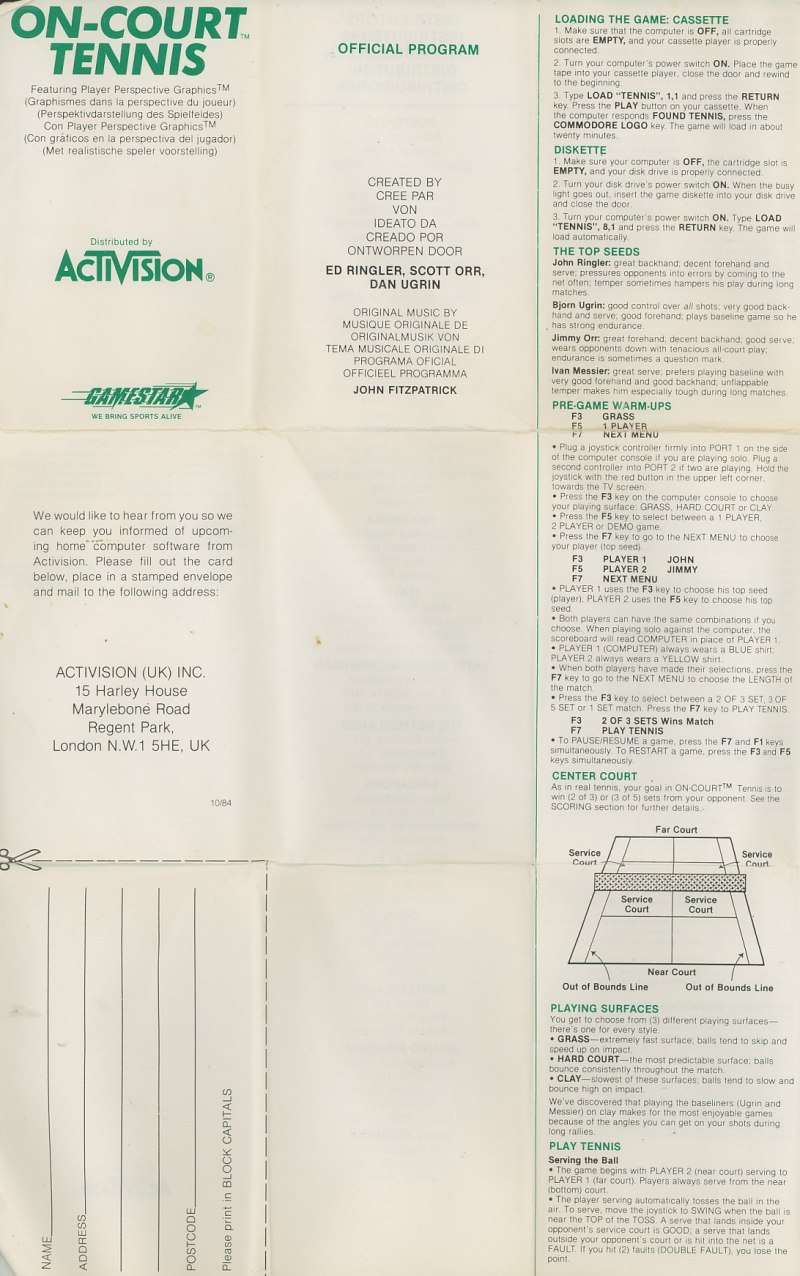 ON-COURT™
TENNIS
Featuring Player Perspective Graphics™
(Graphismes dans la perspective du joueur)
(Perspektivdarstellung des Spielfeldes)
Con Player Perspective Graphics™
(Con gráficos en la perspectiva del jugador)
(Met realistische speler voorstelling)
Distributed by
ACTIVISION®
GAMESTAR™
WE BRING SPORTS ALIVE
We would like to hear from you so we
can keep you informed of upcom-
ing home computer software from
Activision. Please fill out the card
below, place in a stamped envelope
and mail to the following address:
ACTIVISION (UK) INC.
15 Harley House
Marylebone Road
Regent Park,
London N.W.1 5HE, UK
10/84
NAME
ADDRESS
POSTCODE
Please print in BLOCK CAPITALS
OFFICIAL PROGRAM
CREATED BY
CREE PAR
VON
IDEATO DA
CREADO POR
ONTWORPEN DOOR
ED RINGLER, SCOTT ORR,
DAN UGRIN
ORIGINAL MUSIC BY
MUSIQUE ORIGINALE DE
ORIGINALMUSIK VON
TEMA MUSICALE ORIGINALE DI
PROGRAMA OFICIAL
OFFICIEEL PROGRAMMA
JOHN FITZPATRICK
LOADING THE GAME: CASSETTE
1. Make sure that the computer is OFF, all cartridge
slots are EMPTY, and your cassette player is properly
connected.
2. Turn your computer's power switch ON. Place the game
tape into your cassette player, close the door and rewind
to the beginning.
3. Type LOAD "TENNIS", 1,1 and press the RETURN
key. Press the PLAY button on your cassette. When
the computer responds FOUND TENNIS, press the
COMMODORE LOGO key. The game will load in about
twenty minutes.
DISKETTE
1. Make sure your computer is OFF, the cartridge slot is
EMPTY, and your disk drive is properly connected.
2. Turn your disk drive's power switch ON. When the busy
light goes out, insert the game diskette into your disk drive
and close the door.
3. Turn your computer's power switch ON. Type LOAD
"TENNIS", 8,1 and press the RETURN key. The game will
load automatically.
THE TOP SEEDS
John Ringler: great backhand; decent forehand and
serve; pressures opponents into errors by coming to the
net often; temper sometimes hampers his play during long
matches.
Bjorn Ugrin: good control over all shots; very good back-
hand and serve; good forehand; plays baseline game so he
has strong endurance.
Jimmy Orr: great forehand; decent backhand; good serve;
wears opponents down with tenacious all-court play;
endurance is sometimes a question mark.
Ivan Messier: great serve; prefers playing baseline with
very good forehand and good backhand; unflappable
temper makes him especially tough during long matches.
PRE-GAME WARM-UPS
F3 GRASS
F5 1 PLAYER
F7 NEXT MENU
• Plug a joystick controller firmly into PORT 1 on the side
of the computer console if you are playing solo. Plug a
second controller into PORT 2 if two are playing. Hold the
joystick with the red button in the upper left corner,
towards the TV screen.
• Press the F3 key on the computer console to choose
your playing surface: GRASS, HARD COURT or CLAY.
• Press the F5 key to select between a 1 PLAYER,
2 PLAYER or DEMO game.
• Press the F7 key to go to the NEXT MENU to choose
your player (top seed).
F3 PLAYER 1 JOHN
F5 PLAYER 2 JIMMY
F7 NEXT MENU
• PLAYER 1 uses the F3 key to choose his top seed
(player). PLAYER 2 uses the F5 key to choose his top
seed.
• Both players can have the same combinations if you
choose. When playing solo against the computer, the
scoreboard will read COMPUTER in place of PLAYER 1.
• PLAYER 1 (COMPUTER) always wears a BLUE shirt;
PLAYER 2 always wears a YELLOW shirt.
• When both players have made their selections, press the
F7 key to go to the NEXT MENU to choose the LENGTH of
the match.
• Press the F3 key to select between a 2 OF 3 SET, 3 OF
5 SET or 1 SET match. Press the F7 key to PLAY TENNIS.
F3 2 OF 3 SETS Wins Match
F7 PLAY TENNIS
• To PAUSE/RESUME a game, press the F7 and F1 keys
simultaneously. To RESTART a game, press the F3 and F5
keys simultaneously.
CENTER COURT
As in real tennis, your goal in ON-COURT™ Tennis is to
win (2 of 3) or (3 of 5) sets from your opponent. See the
SCORING section for further details.
Far Court
Service
Court
Service
Court
Service
Court
Service
Court
Near Court
Out of Bounds Line
Out of Bounds Line
PLAYING SURFACES
You get to choose from (3) different playing surfaces—
there's one for every style.
• GRASS—extremely fast surface; balls tend to skip and
speed up on impact.
• HARD COURT—the most predictable surface; balls
bounce consistently throughout the match.
• CLAY—slowest of these surfaces; balls tend to slow and
bounce high on impact.
We've discovered that playing the baseliners (Ugrin and
Messier) on clay makes for the most enjoyable games
because of the angles you can get on your shots during
long rallies.
PLAY TENNIS
Serving the Ball
• The game begins with PLAYER 2 (near court) serving to
PLAYER 1 (far court). Players always serve from the near
(bottom) court.
• The player serving automatically tosses the ball in the
air. To serve, move the joystick to SWING when the ball is
near the TOP of the TOSS. A serve that lands inside your
opponent's service court is GOOD; a serve that lands
outside your opponent's court or is hit into the net is a
FAULT. If you hit (2) faults (DOUBLE FAULT), you lose the
point.